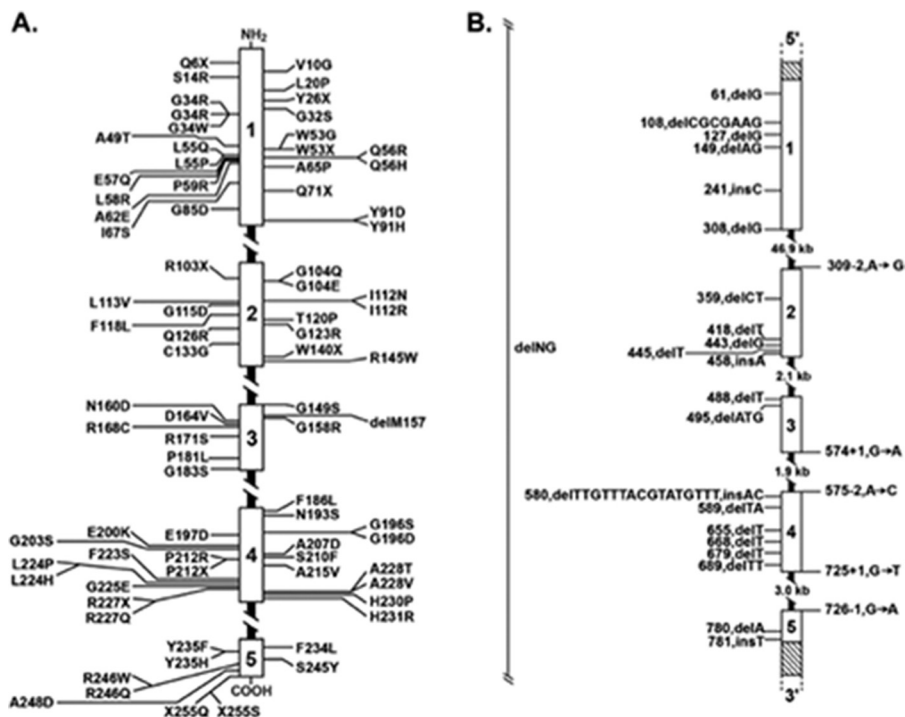 A.
NH2
Q6X
S14R
G34R
G34R
G34W
A49T
L55Q
L55P
E57Q
P59R
L58R
A62E
I67S
G85D
V10G
L20P
Y26X
G32S
W53G
W53X
Q56R
Q56H
A65P
Q71X
Y91D
Y91H
1
R103X
L113V
G115D
F118L
Q126R
C133G
G104Q
G104E
I112N
I112R
T120P
G123R
W140X
R145W
2
N160D
D164V
R168C
R171S
P181L
G183S
G149S
delM157
G158R
3
F186L
N193S
G196S
G196D
E200K
E197D
G203S
F223S
P212R
P212X
L224P
L224H
G225E
R227X
R227Q
A207D
S210F
A215V
A228T
A228V
H230P
H231R
4
Y235F
Y235H
R246W
R246Q
A248D
X255Q
X255S
F234L
S245Y
5
COOH
B.
delNG
5'
61,delG
108,delCGCGAAG
127,delG
149,delAG
241,insC
308,delG
1
46.9 kb
309-2,A→ G
359,delCT
418,delT
443,delG
445,delT
458,insA
2
2.1 kb
488,delT
495,delATG
3
574+1,G→A
1.9 kb
575-2,A→C
580,delTTGTTTACGTATGTTT,insAC
589,delTA
655,delT
668,delT
679,delT
689,delTT
4
725+1,G→T
3.0 kb
726-1,G→A
780,delA
781,insT
5
3'